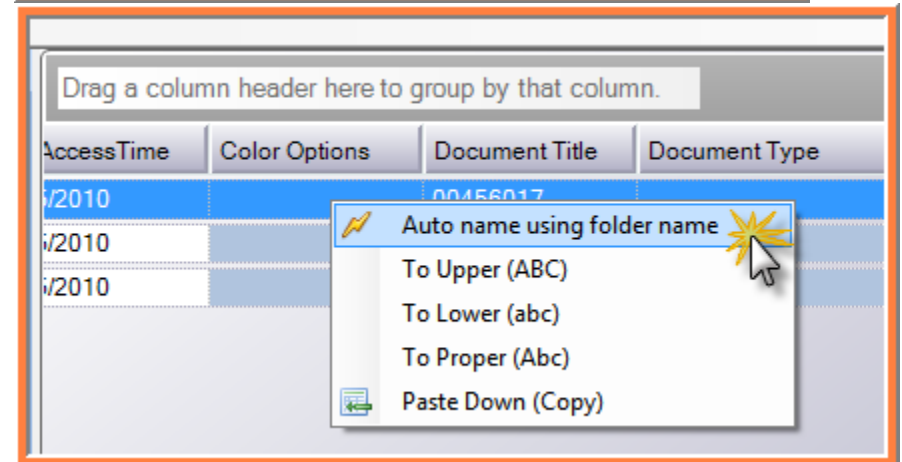 Drag a column header here to group by that column.
AccessTime Color Options Document Title Document Type
/2010 00456017
/2010
/2010
Auto name using folder name
To Upper (ABC)
To Lower (abc)
To Proper (Abc)
Paste Down (Copy)